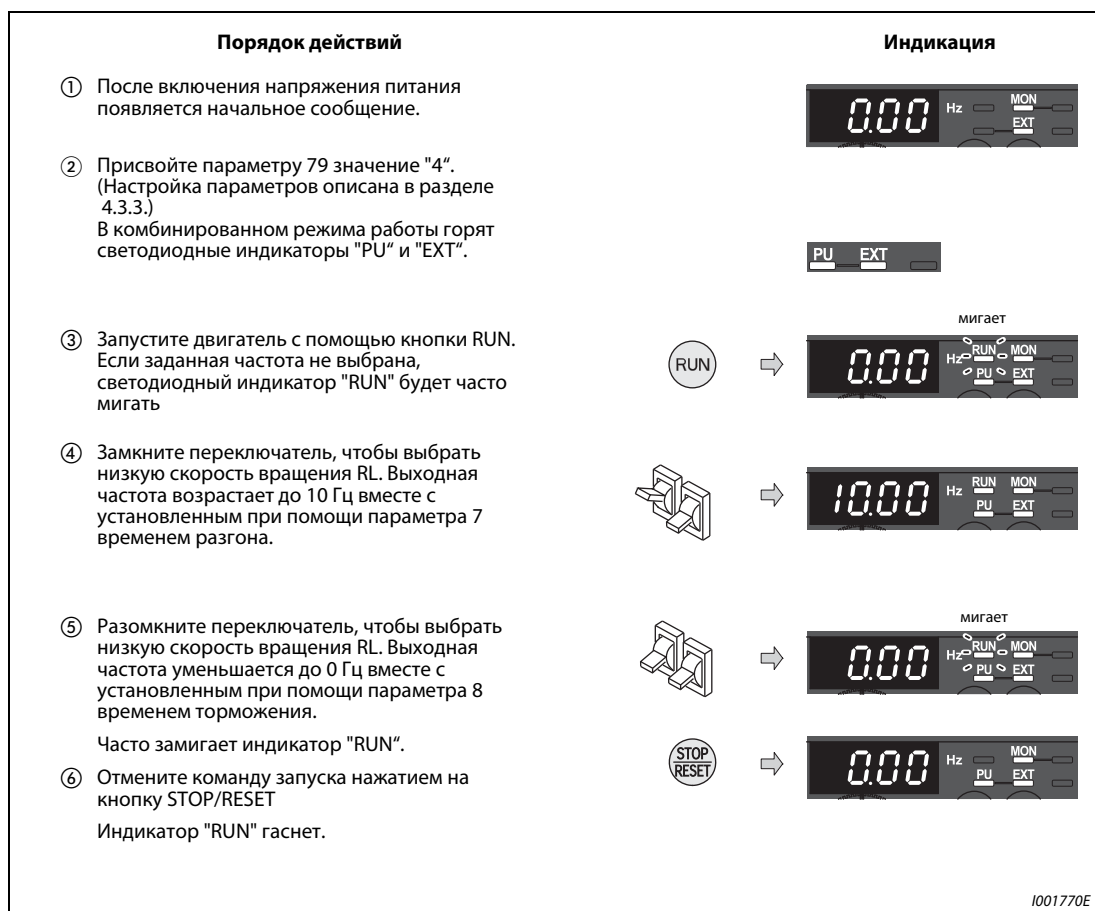 Порядок действий
Индикация
① После включения напряжения питания
появляется начальное сообщение.
0.00 Hz MON
EXT
② Присвойте параметру 79 значение "4“.
(Настройка параметров описана в разделе
4.3.3.)
В комбинированном режима работы горят
светодиодные индикаторы "PU“ и "EXT“.
PU EXT
③ Запустите двигатель с помощью кнопки RUN.
Если заданная частота не выбрана,
светодиодный индикатор "RUN" будет часто
мигать
RUN
мигает
0.00 Hz RUN MON
PU EXT
④ Замкните переключатель, чтобы выбрать
низкую скорость вращения RL. Выходная
частота возрастает до 10 Гц вместе с
установленным при помощи параметра 7
временем разгона.
10.00 Hz RUN MON
PU EXT
⑤ Разомкните переключатель, чтобы выбрать
низкую скорость вращения RL. Выходная
частота уменьшается до 0 Гц вместе с
установленным при помощи параметра 8
временем торможения.
Часто замигает индикатор "RUN“.
мигает
0.00 Hz RUN MON
PU EXT
⑥ Отмените команду запуска нажатием на
кнопку STOP/RESET
Индикатор "RUN" гаснет.
STOP
RESET
0.00 Hz MON
PU EXT
I001770E